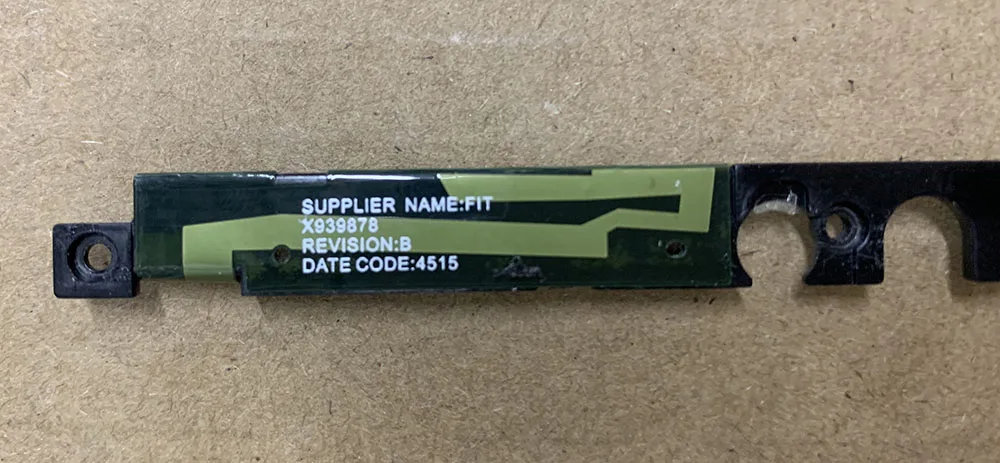 SUPPLIER NAME:FIT
X939878
REVISION:B
DATE CODE:4515